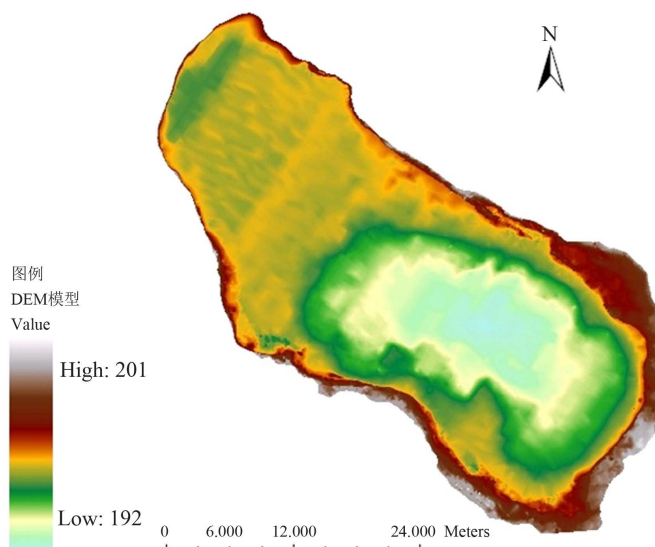 N
图例
DEM模型
Value
High: 201
Low: 192
0 6.000 12.000 24.000 Meters